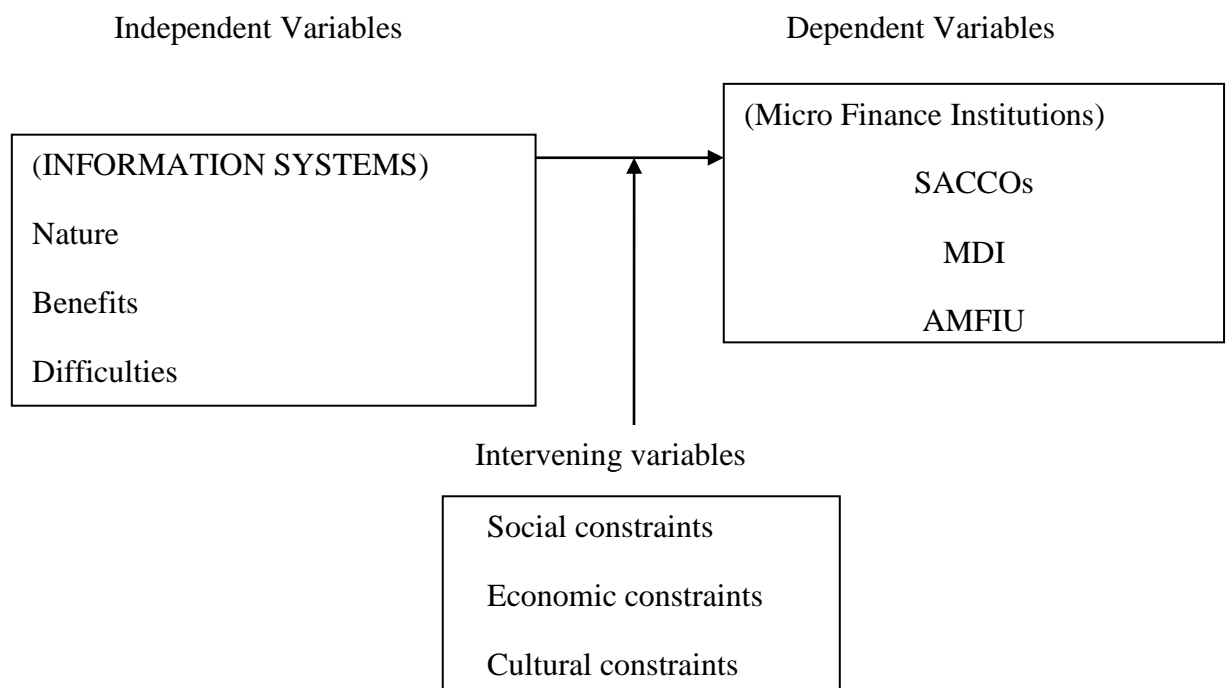 Independent Variables
Dependent Variables
(INFORMATION SYSTEMS)
Nature
Benefits
Difficulties
(Micro Finance Institutions)
SACCOs
MDI
AMFIU
Intervening variables
Social constraints
Economic constraints
Cultural constraints